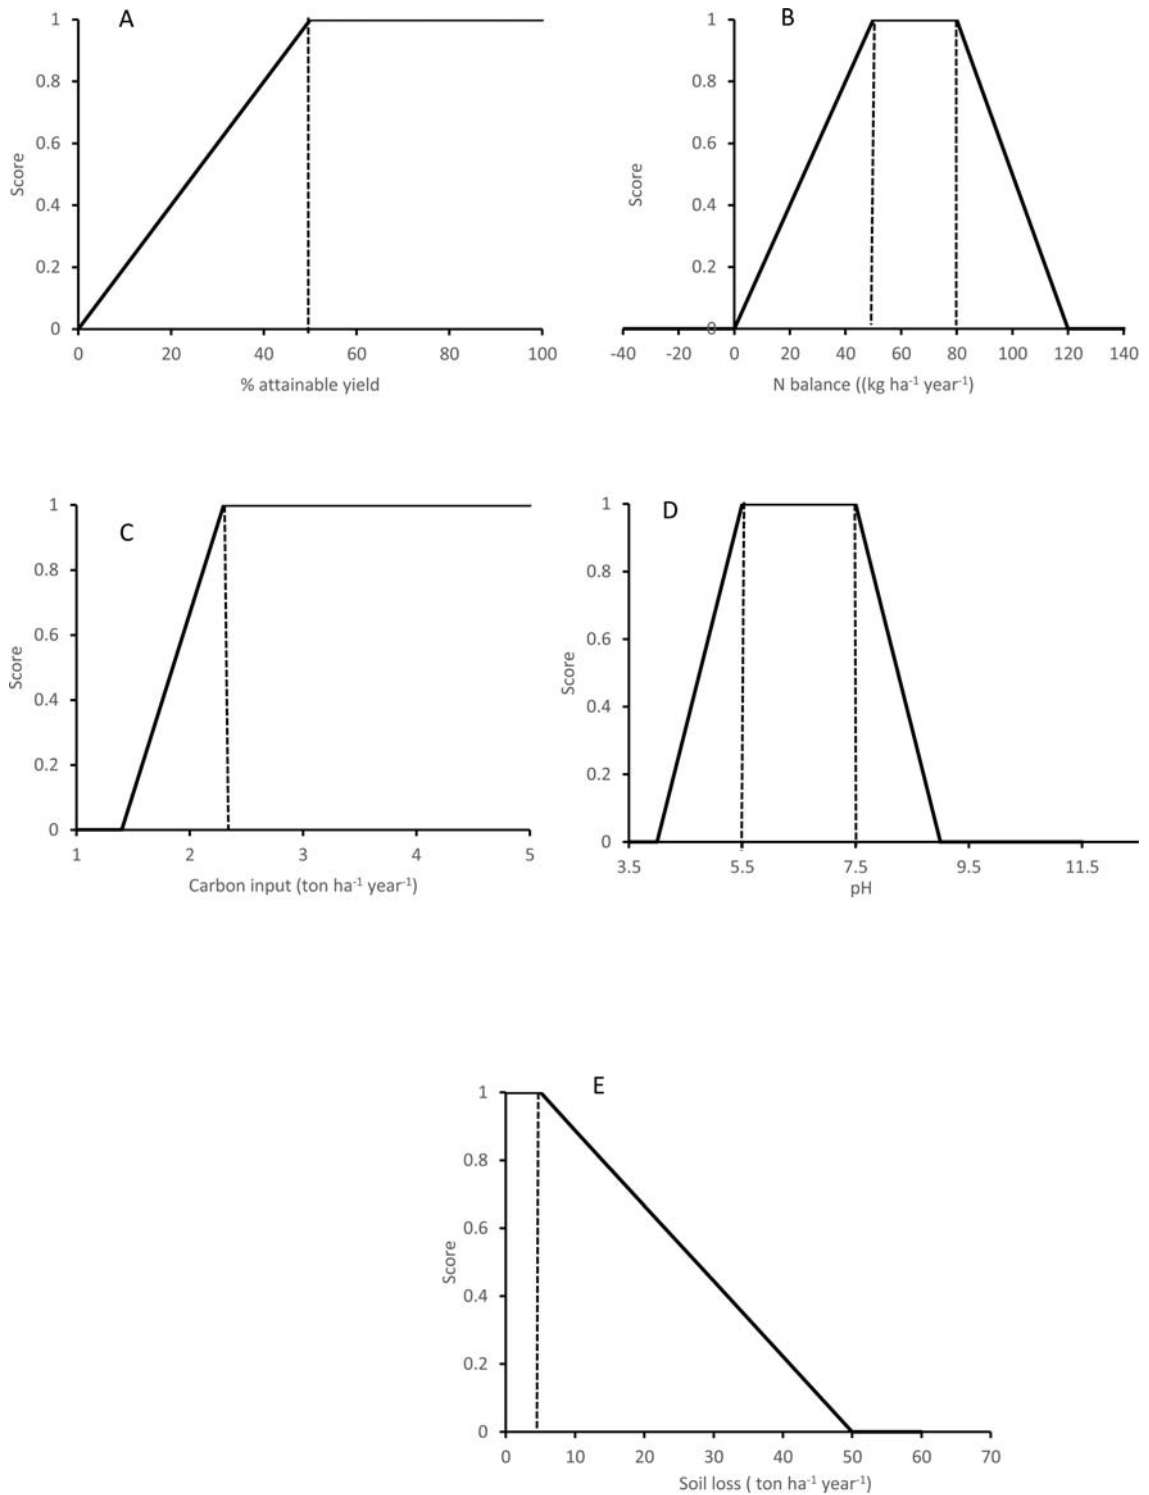 A
1
0.8
0.6
0.4
0.2
0
Score
0 20 40 60 80 100
% attainable yield
B
1
0.8
0.6
0.4
0.2
0
Score
-40 -20 0 20 40 60 80 100 120 140
N balance ((kg ha⁻¹ year⁻¹)
C
1
0.8
0.6
0.4
0.2
0
Score
1 2 3 4 5
Carbon input (ton ha⁻¹ year⁻¹)
D
1
0.8
0.6
0.4
0.2
0
Score
3.5 5.5 7.5 9.5 11.5
pH
E
1
0.8
0.6
0.4
0.2
0
Score
0 10 20 30 40 50 60 70
Soil loss ( ton ha⁻¹ year⁻¹)